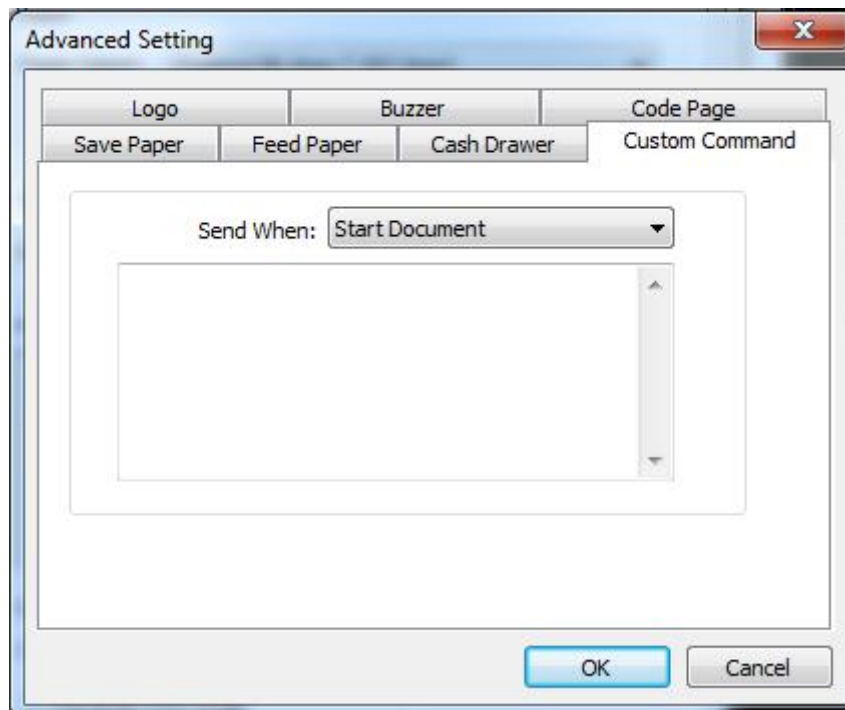 Advanced Setting
Logo Buzzer Code Page
Save Paper Feed Paper Cash Drawer Custom Command
Send When: Start Document
OK Cancel